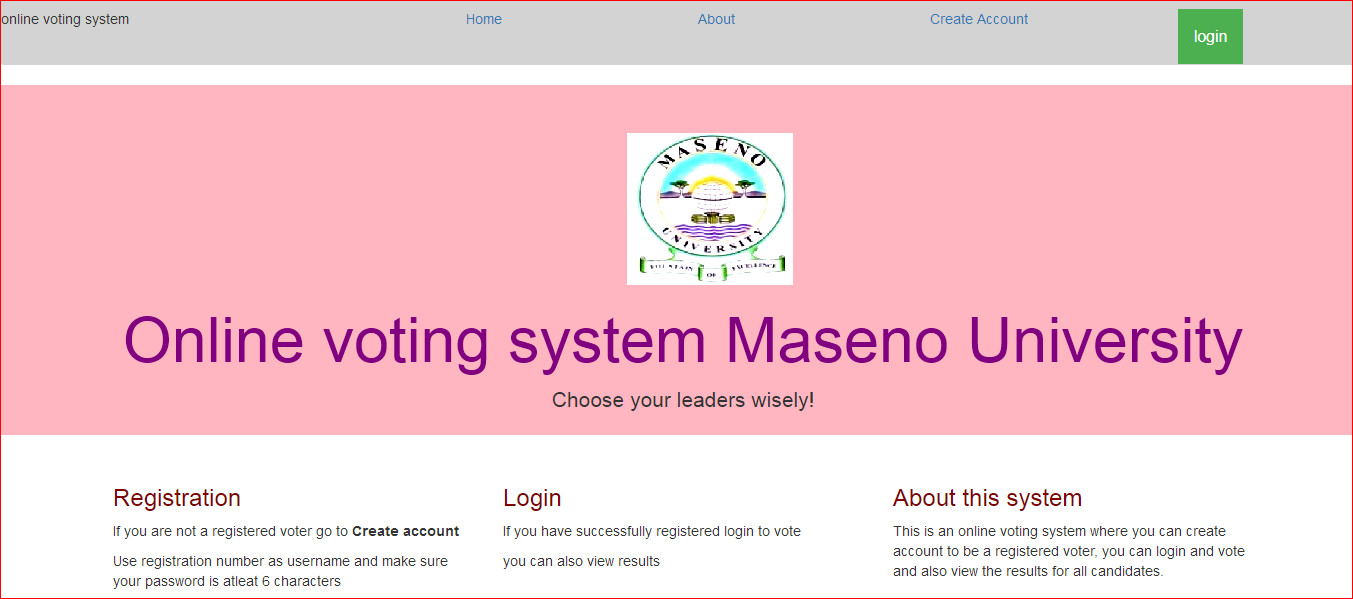 online voting system Home About Create Account login
MASENO
UNIVERSITY
FOUNTAIN OF EXCELLENCE
Online voting system Maseno University
Choose your leaders wisely!
Registration
If you are not a registered voter go to Create account
Use registration number as username and make sure
your password is atleat 6 characters
Login
If you have successfully registered login to vote
you can also view results
About this system
This is an online voting system where you can create
account to be a registered voter, you can login and vote
and also view the results for all candidates.